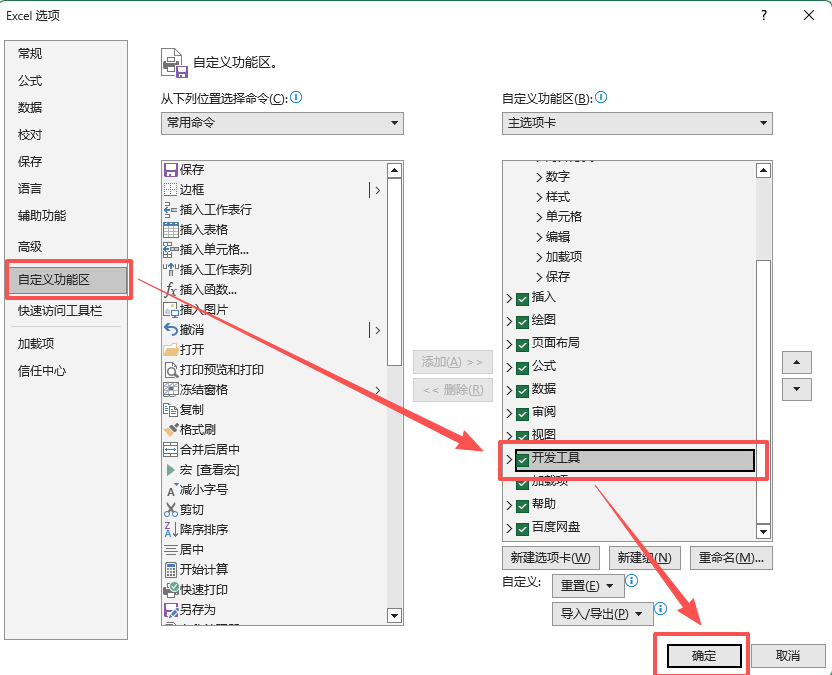 Excel 选项
?
常规
公式
数据
校对
保存
语言
辅助功能
高级
自定义功能区
快速访问工具栏
加载项
信任中心
自定义功能区。
从下列位置选择命令(C):
常用命令
保存
边框
插入工作表行
插入表格
插入单元格...
插入工作表列
插入函数...
插入图片
撤消
打开
打印预览和打印
冻结窗格
复制
格式刷
合并后居中
宏 [查看宏]
减小字号
剪切
降序排序
居中
开始计算
快速打印
另存为
添加(A) >>
<< 删除(R)
自定义功能区(B):
主选项卡
数字
样式
单元格
编辑
加载项
保存
插入
绘图
页面布局
公式
数据
审阅
视图
开发工具
加载项
帮助
百度网盘
新建选项卡(W)
新建组(N)
重命名(M)...
自定义:
重置(E)
导入/导出(P)
确定
取消